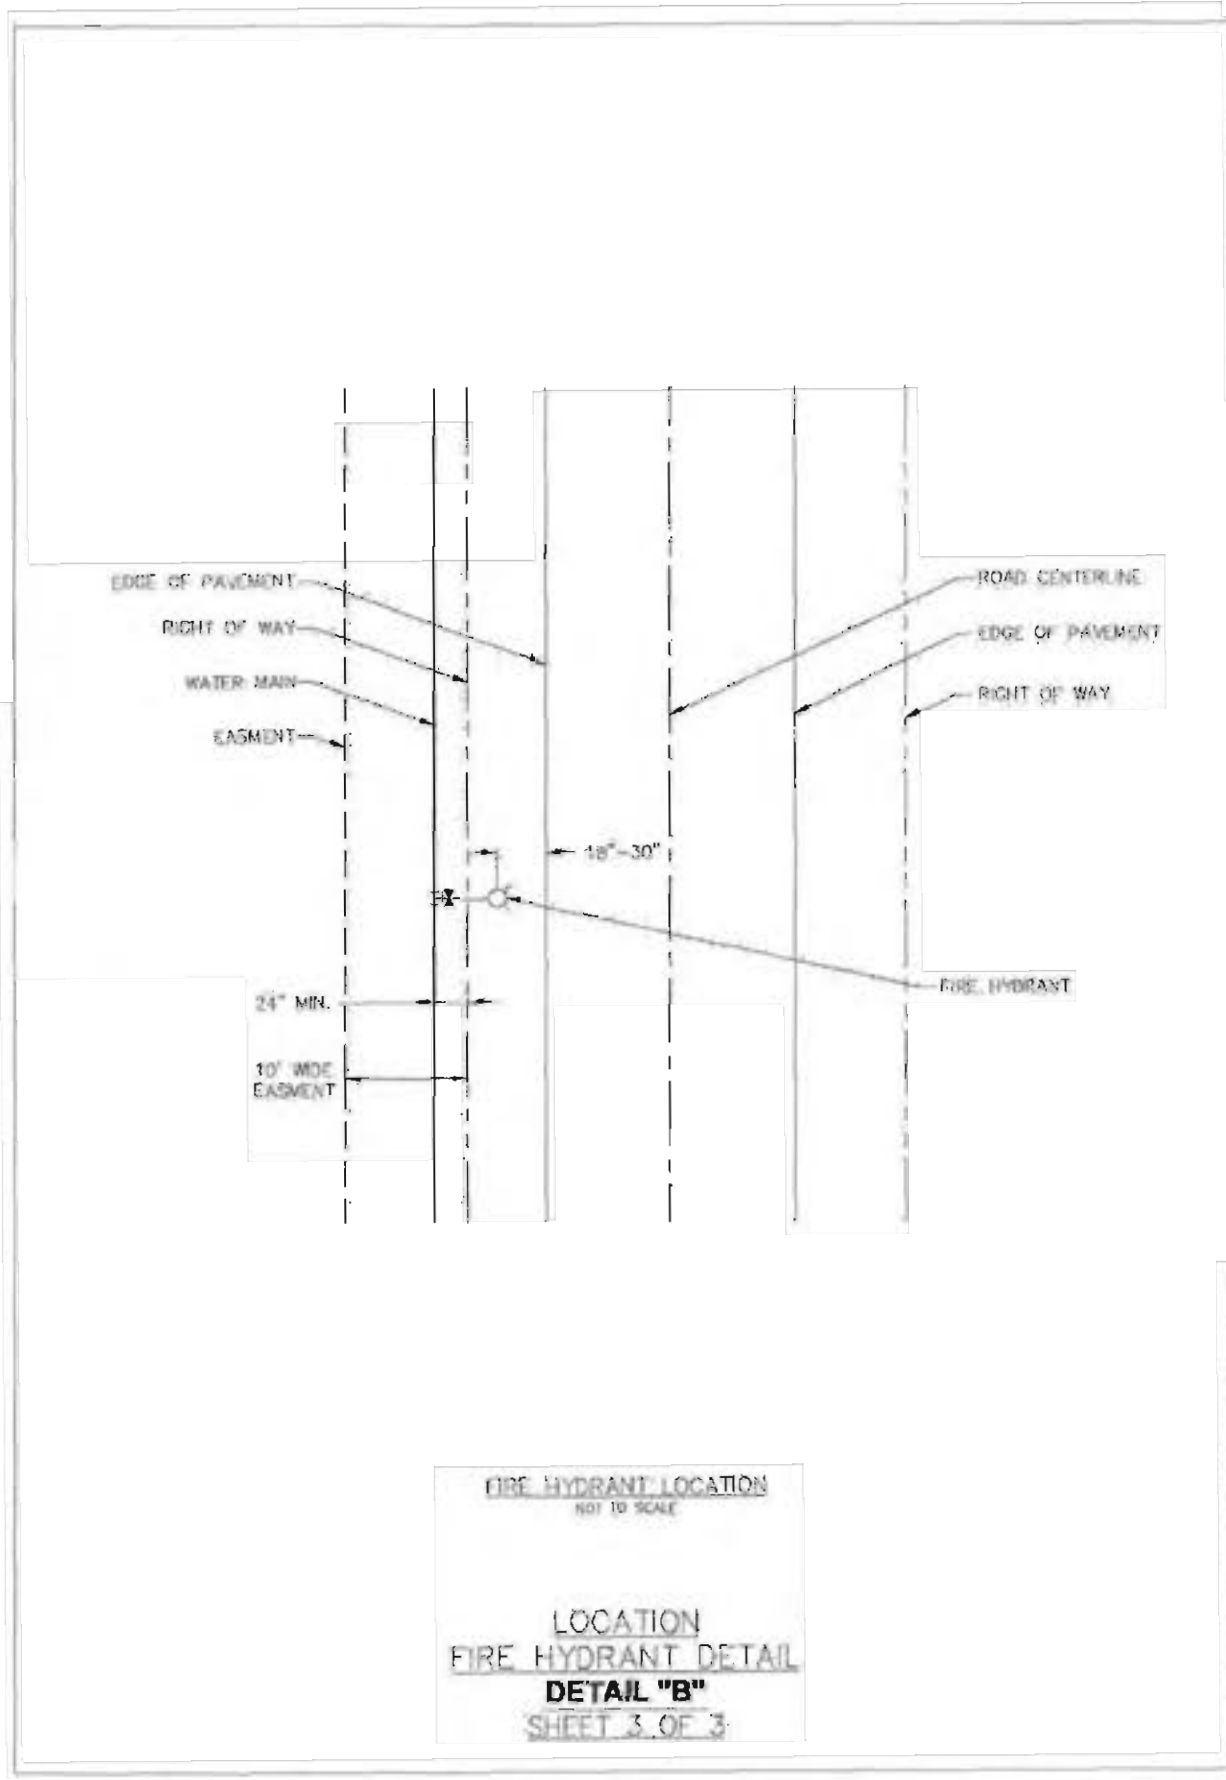 EDGE OF PAVEMENT
RIGHT OF WAY
WATER MAIN
EASMENT
ROAD CENTERLINE
EDGE OF PAVEMENT
RIGHT OF WAY
18"-30"
FIRE HYDRANT
24" MIN.
10' WIDE
EASMENT
FIRE HYDRANT LOCATION
NOT TO SCALE
LOCATION
FIRE HYDRANT DETAIL
DETAIL "B"
SHEET 3 OF 3